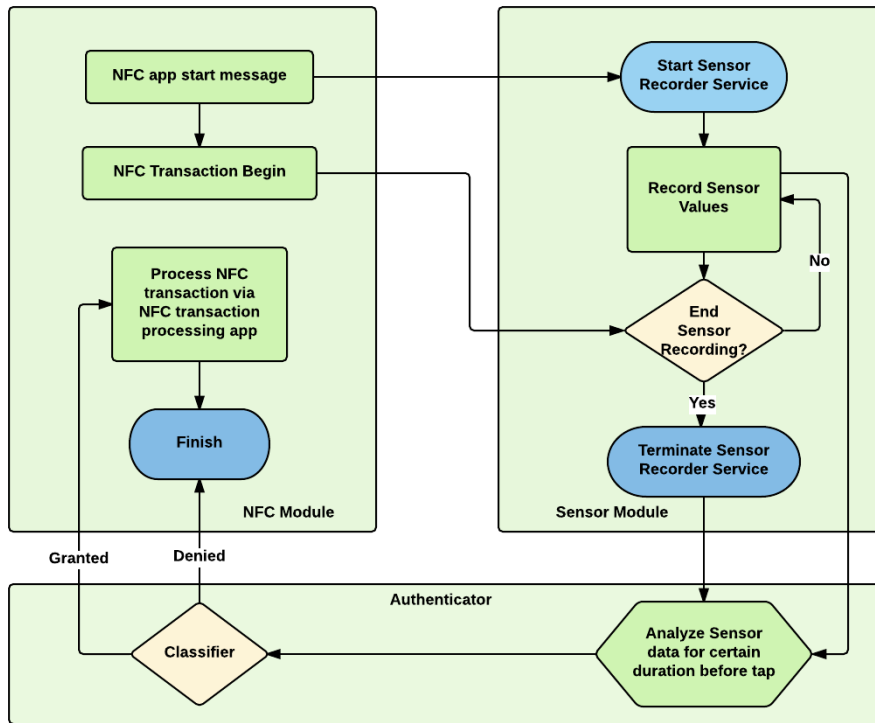 NFC app start message
NFC Transaction Begin
Process NFC
transaction via
NFC transaction
processing app
Finish
NFC Module
Start Sensor
Recorder Service
Record Sensor
Values
No
End
Sensor
Recording?
Yes
Terminate Sensor
Recorder Service
Sensor Module
Granted
Denied
Authenticator
Classifier
Analyze Sensor
data for certain
duration before tap